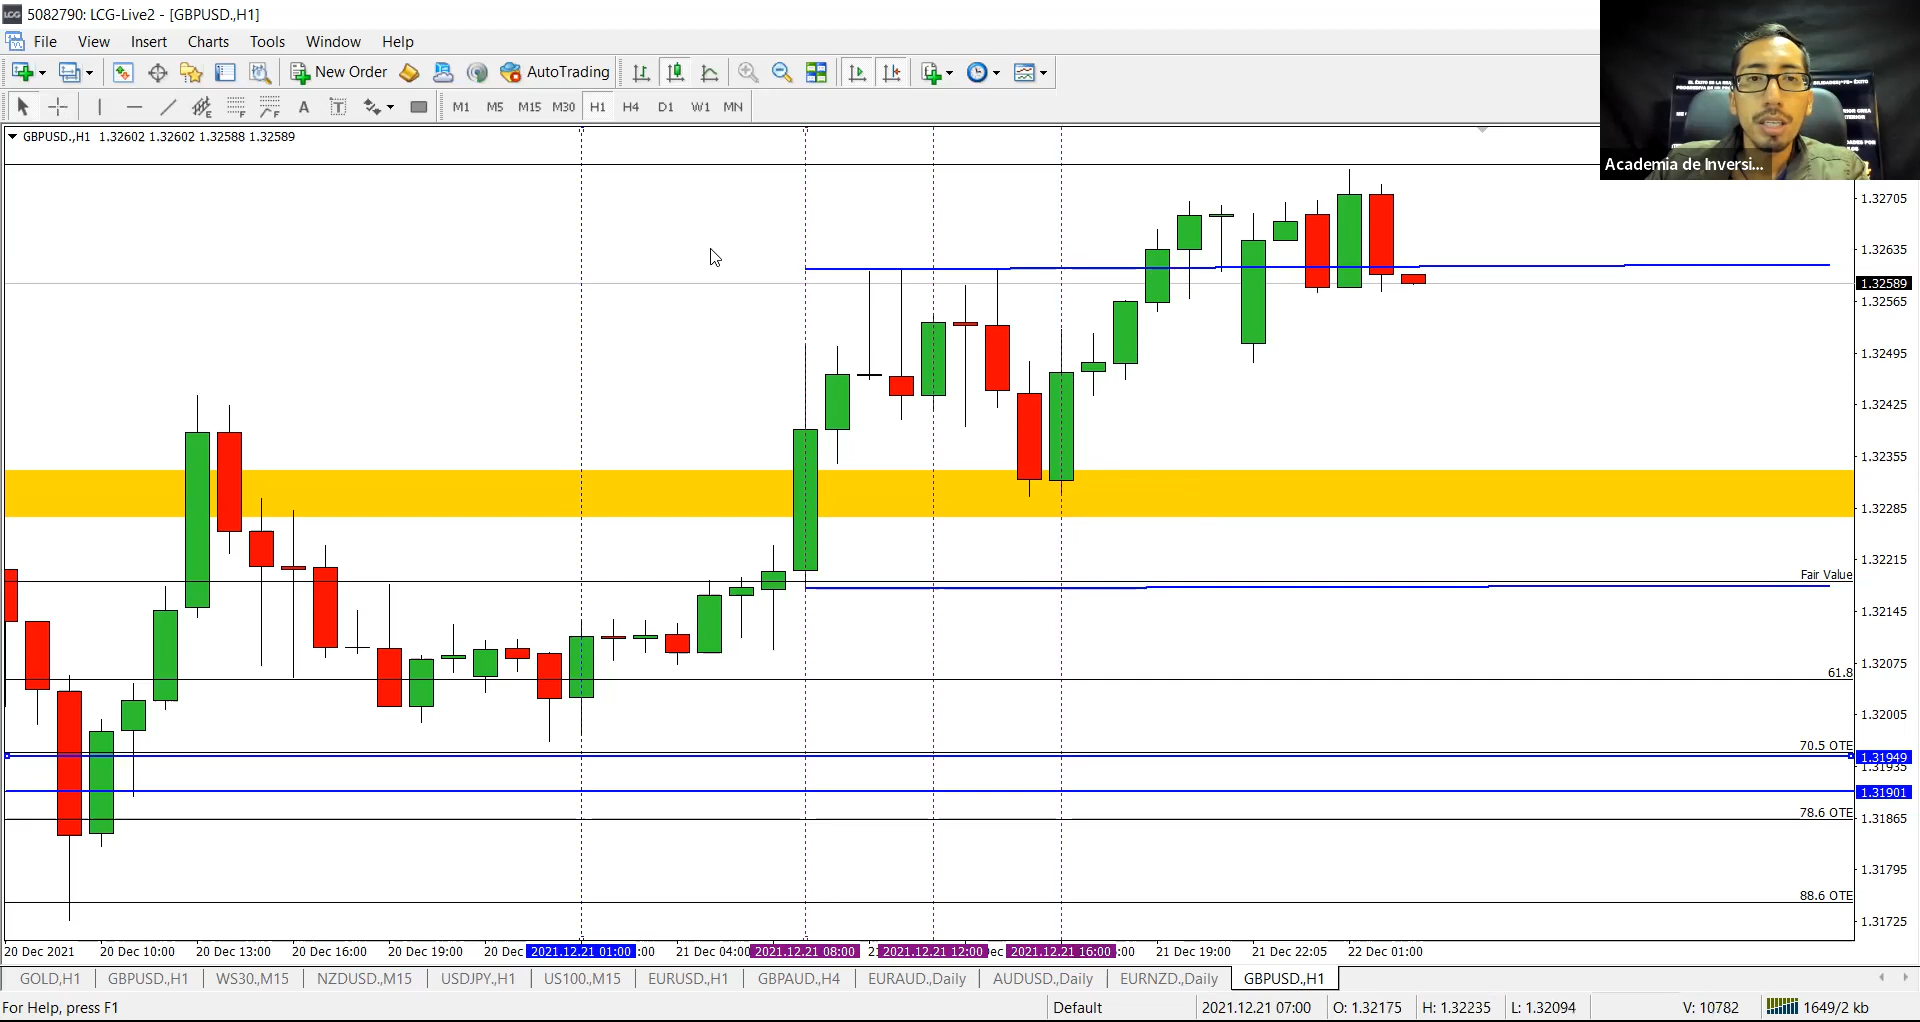 5082790: LCG-Live2 - [GBPUSD.,H1]
File View Insert Charts Tools Window Help
New Order AutoTrading
M1 M5 M15 M30 H1 H4 D1 W1 MN
GBPUSD.,H1 1.32602 1.32602 1.32588 1.32589
Academia de Inversi...
1.32705
1.32635
1.32589
1.32565
1.32495
1.32425
1.32355
1.32285
1.32215
Fair Value
1.32145
1.32075
61.8
1.32005
70.5 OTE
1.31949
1.31935
1.31901
78.6 OTE
1.31865
1.31795
88.6 OTE
1.31725
20 Dec 2021 20 Dec 10:00 20 Dec 13:00 20 Dec 16:00 20 Dec 19:00 20 Dec 2021.12.21 01:00 :00 21 Dec 04:00 2021.12.21 08:00 2021.12.21 12:00 2021.12.21 16:00 :00 21 Dec 19:00 21 Dec 22:05 22 Dec 01:00
GOLD,H1 GBPUSD.,H1 WS30.,M15 NZDUSD.,M15 USDJPY.,H1 US100.,M15 EURUSD.,H1 GBPAUD.,H4 EURAUD.,Daily AUDUSD.,Daily EURNZD.,Daily GBPUSD.,H1
For Help, press F1 Default 2021.12.21 07:00 O: 1.32175 H: 1.32235 L: 1.32094 V: 10782 1649/2 kb